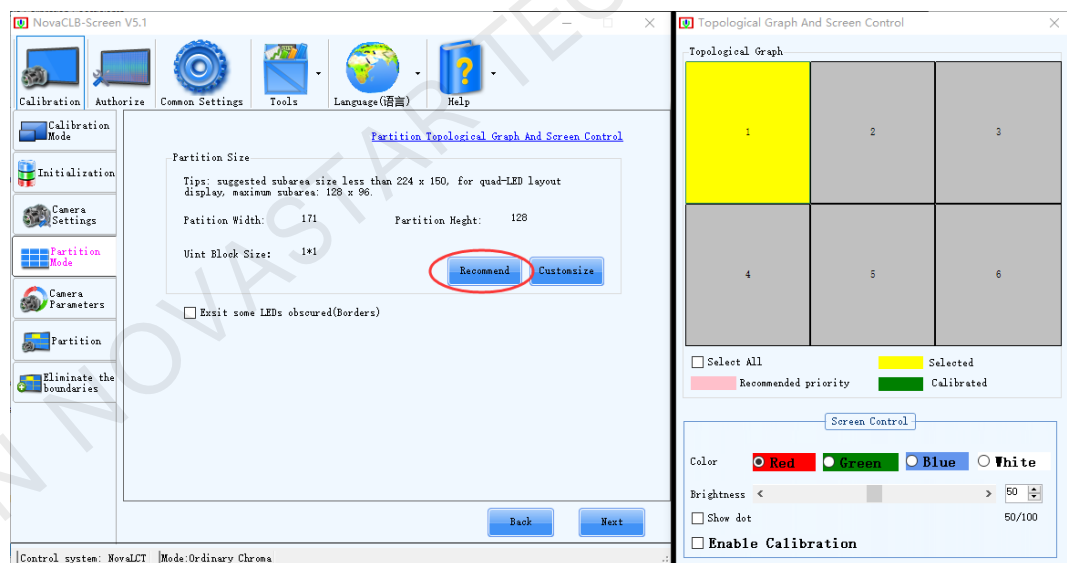 NovaCLB-Screen V5.1
Calibration
Authorize
Common Settings
Tools
Language(语言)
Help
Calibration
Mode
Initialization
Camera
Settings
Partition
Mode
Camera
Parameters
Partition
Eliminate the
boundaries
Partition Topological Graph And Screen Control
Partition Size
Tips: suggested subarea size less than 224 x 150, for quad-LED layout
display, maximum subarea: 128 x 96.
Patition Width: 171 Partition Meght: 128
Uint Block Size: 1*1
Recommend Customsize
Exsit some LEDs obscured(Borders)
Back Next
Control system: NovaLCT Mode:Ordinary Chroma
Topological Graph And Screen Control
Topological Graph
1 2 3
4 5 6
Select All Selected
Recommended priority Calibrated
Screen Control
Color Red Green Blue White
Brightness 50
Show dot 50/100
Enable Calibration
IN NOVASTAR TEC